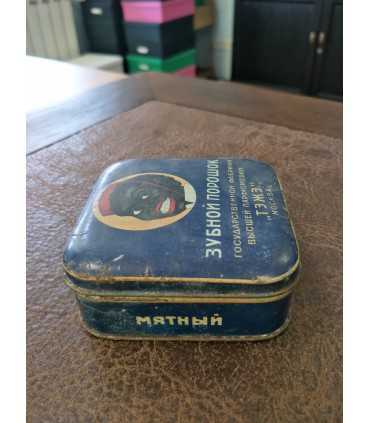 ЗУБНОЙ ПОРОШОК
ГОСУДАРСТВЕННОЙ ФАБРИКИ
ВЫСШЕЙ ПАРФЮМЕРИИ
"ТЭЖЭ"
МОСКВА
МЯТНЫЙ